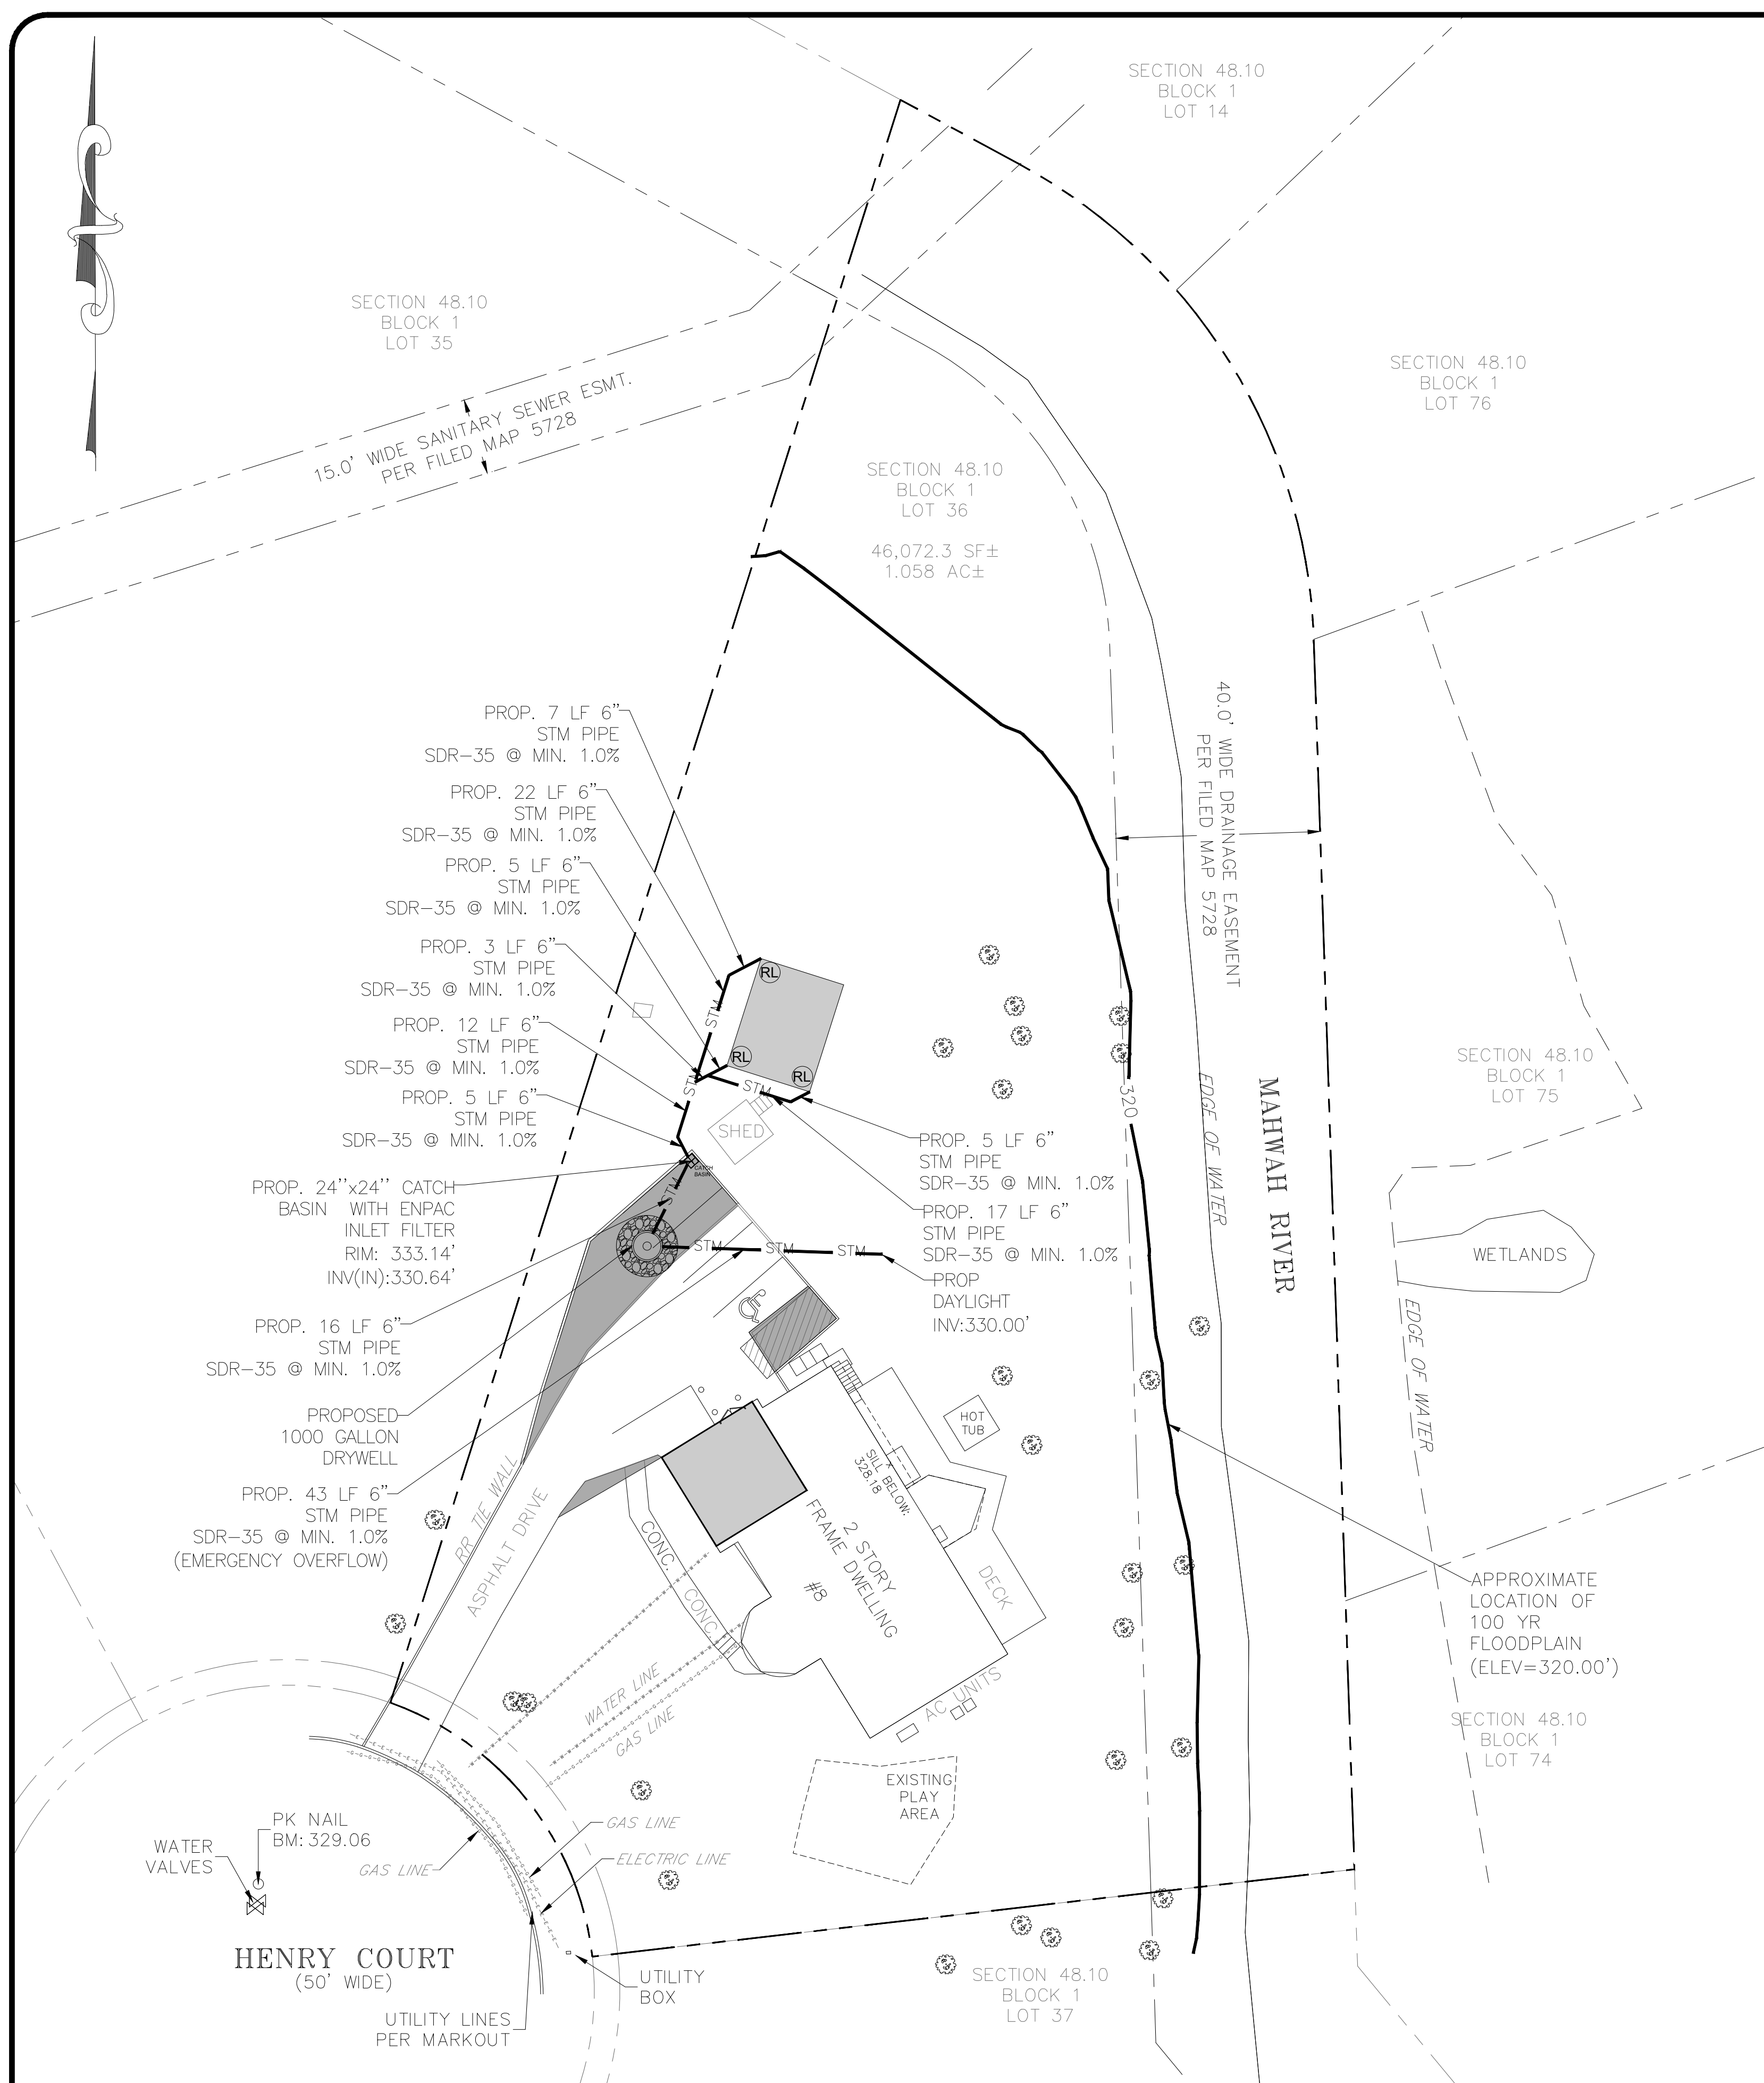 SECTION 48.10
BLOCK 1
LOT 14
SECTION 48.10
BLOCK 1
LOT 35
SECTION 48.10
BLOCK 1
LOT 76
15.0' WIDE SANITARY SEWER ESMT.
PER FILED MAP 5728
SECTION 48.10
BLOCK 1
LOT 36
46,072.3 SF±
1.058 AC±
40.0' WIDE DRAINAGE EASEMENT
PER FILED MAP 5728
PROP. 7 LF 6"
STM PIPE
SDR-35 @ MIN. 1.0%
PROP. 22 LF 6"
STM PIPE
SDR-35 @ MIN. 1.0%
PROP. 5 LF 6"
STM PIPE
SDR-35 @ MIN. 1.0%
PROP. 3 LF 6"
STM PIPE
SDR-35 @ MIN. 1.0%
PROP. 12 LF 6"
STM PIPE
SDR-35 @ MIN. 1.0%
PROP. 5 LF 6"
STM PIPE
SDR-35 @ MIN. 1.0%
PROP. 24"x24" CATCH
BASIN WITH ENPAC
INLET FILTER
RIM: 333.14'
INV(IN):330.64'
PROP. 16 LF 6"
STM PIPE
SDR-35 @ MIN. 1.0%
PROPOSED
1000 GALLON
DRYWELL
PROP. 43 LF 6"
STM PIPE
SDR-35 @ MIN. 1.0%
(EMERGENCY OVERFLOW)
RL
RL
RL
STM
STM
STM
STM
STM
STM
STM
SHED
CATCH
BASIN
PROP. 5 LF 6"
STM PIPE
SDR-35 @ MIN. 1.0%
PROP. 17 LF 6"
STM PIPE
SDR-35 @ MIN. 1.0%
PROP
DAYLIGHT
INV:330.00'
320
EDGE OF WATER
MAHWAH RIVER
SECTION 48.10
BLOCK 1
LOT 75
WETLANDS
EDGE OF WATER
HOT
TUB
SILL BELOW:
328.18
2 STORY
FRAME DWELLING
#8
DECK
RR TIE WALL
ASPHALT DRIVE
CONC.
CONC.
WATER LINE
GAS LINE
AC UNITS
APPROXIMATE
LOCATION OF
100 YR
FLOODPLAIN
(ELEV=320.00')
SECTION 48.10
BLOCK 1
LOT 74
EXISTING
PLAY
AREA
PK NAIL
BM: 329.06
WATER
VALVES
GAS LINE
GAS LINE
ELECTRIC LINE
HENRY COURT
(50' WIDE)
UTILITY
BOX
UTILITY LINES
PER MARKOUT
SECTION 48.10
BLOCK 1
LOT 37